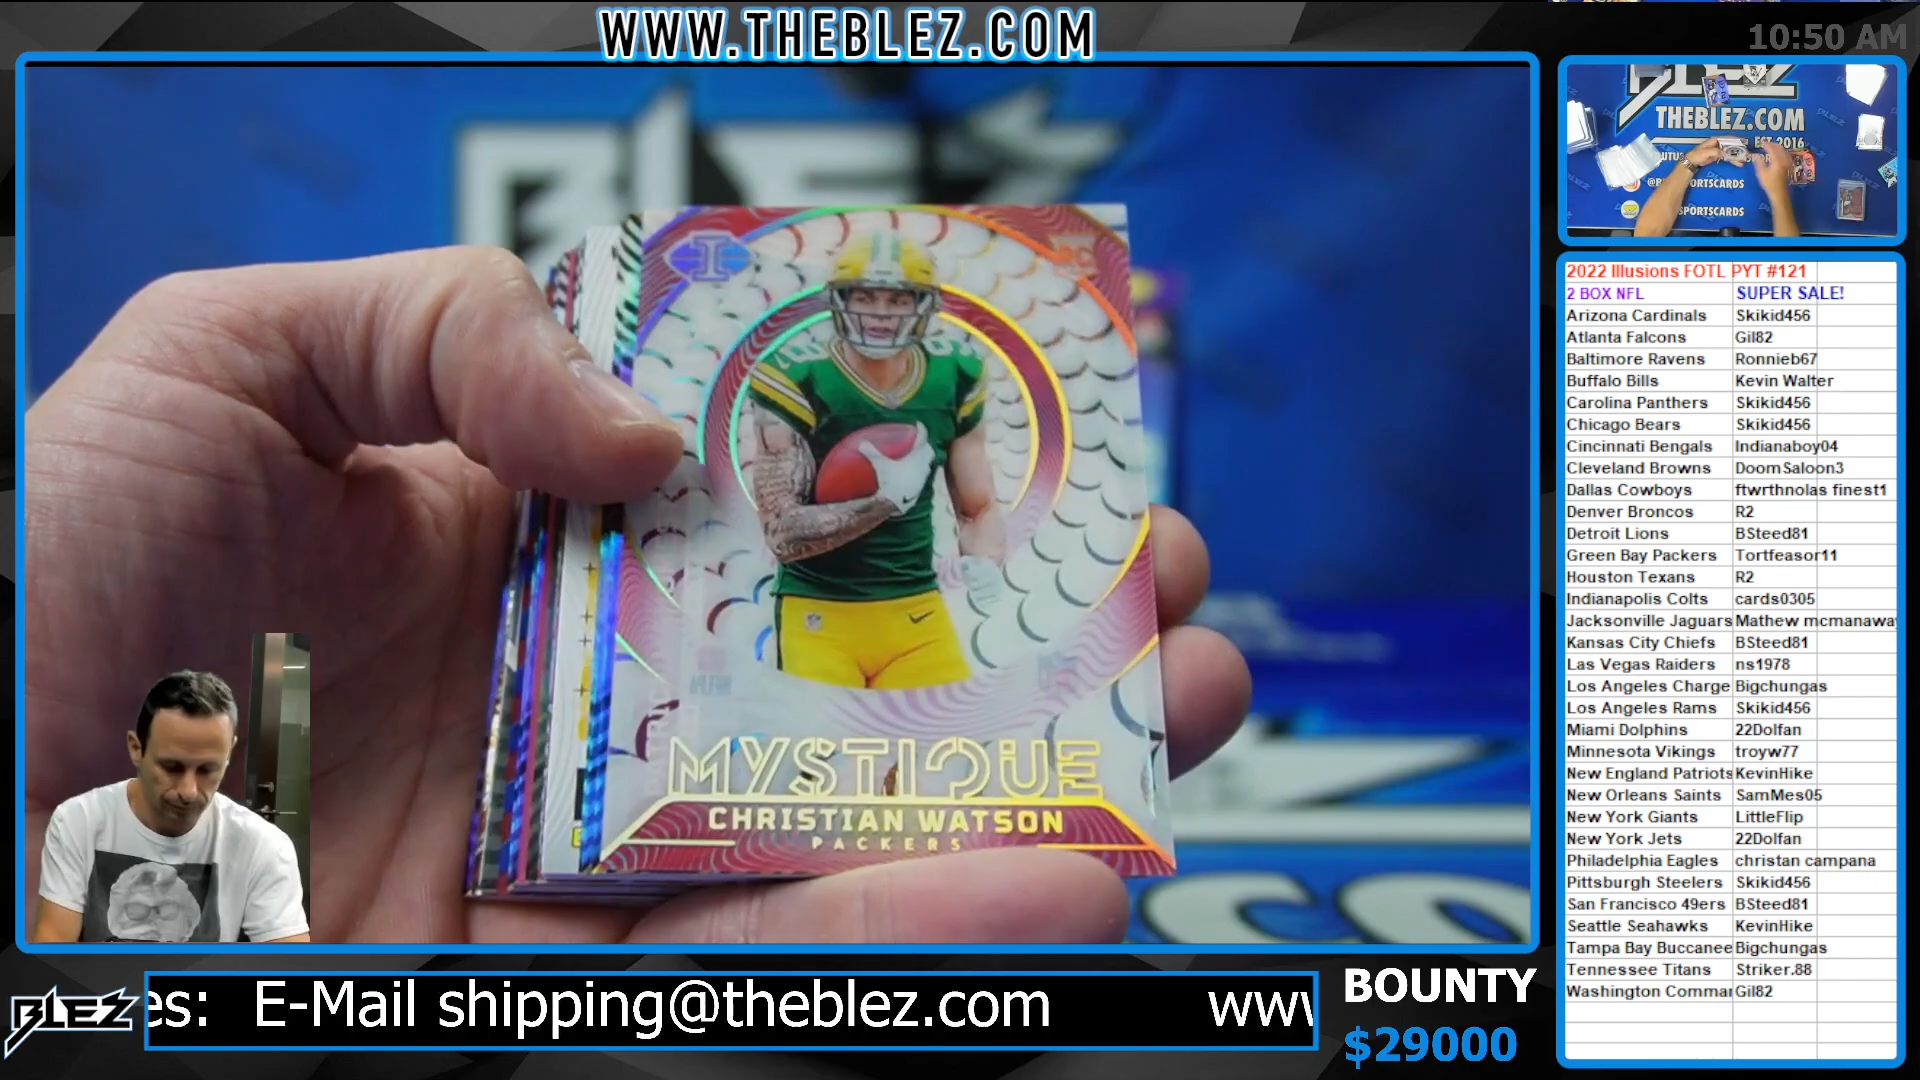 WWW.THEBLEZ.COM
10:50 AM
THEBLEZ.COM
EST 2016
SPORTSCARDS
I
RC
MYSTIQUE
CHRISTIAN WATSON
PACKERS
2022 Illusions FOTL PYT #121
2 BOX NFL SUPER SALE!
Arizona Cardinals Skikid456
Atlanta Falcons Gil82
Baltimore Ravens Ronnieb67
Buffalo Bills Kevin Walter
Carolina Panthers Skikid456
Chicago Bears Skikid456
Cincinnati Bengals Indianaboy04
Cleveland Browns DoomSaloon3
Dallas Cowboys ftwrthnolas finest1
Denver Broncos R2
Detroit Lions BSteed81
Green Bay Packers Tortfeasor11
Houston Texans R2
Indianapolis Colts cards0305
Jacksonville Jaguars Mathew mcmanaway
Kansas City Chiefs BSteed81
Las Vegas Raiders ns1978
Los Angeles Charge Bigchungas
Los Angeles Rams Skikid456
Miami Dolphins 22Dolfan
Minnesota Vikings troyw77
New England Patriots KevinHike
New Orleans Saints SamMes05
New York Giants LittleFlip
New York Jets 22Dolfan
Philadelphia Eagles christan campana
Pittsburgh Steelers Skikid456
San Francisco 49ers BSteed81
Seattle Seahawks KevinHike
Tampa Bay Buccanee Bigchungas
Tennessee Titans Striker.88
Washington Comma Gil82
BLEZ
es: E-Mail shipping@theblez.com www
BOUNTY
$29000